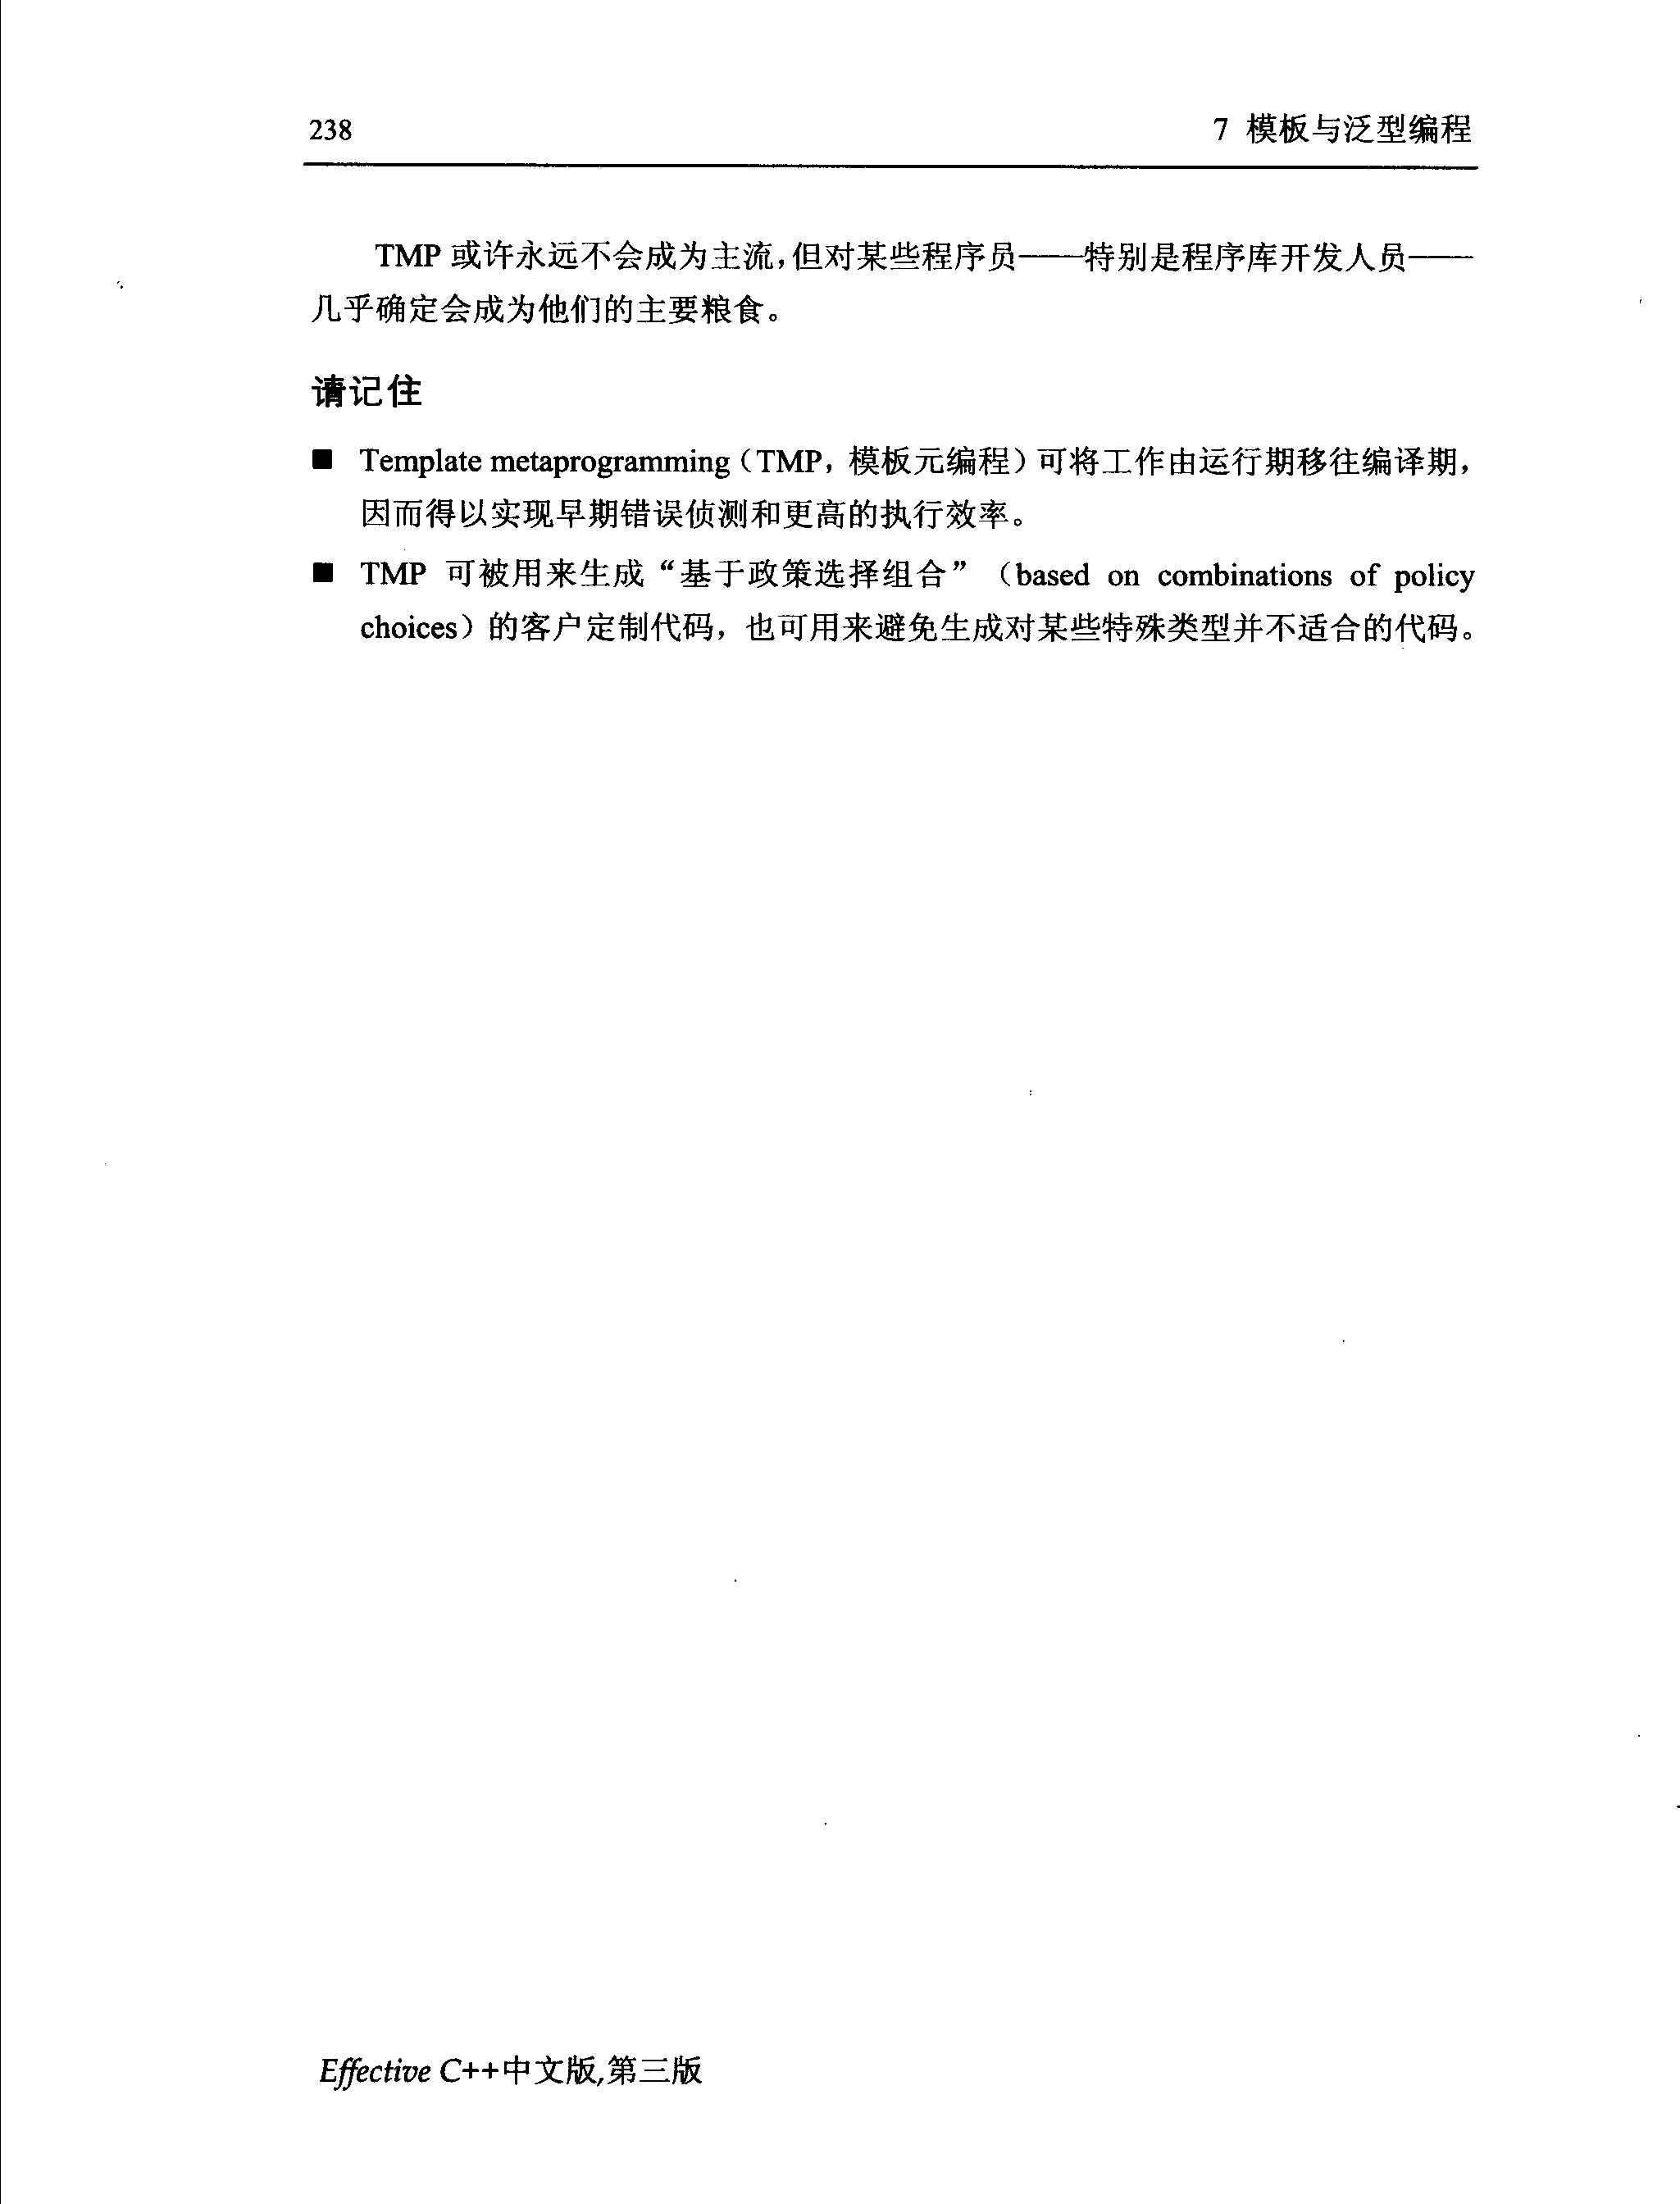 238
7 模板与泛型编程
TMP 或许永远不会成为主流,但对某些程序员——特别是程序库开发人员——
几乎确定会成为他们的主要粮食。
请记住
■ Template metaprogramming（TMP，模板元编程）可将工作由运行期移往编译期，
因而得以实现早期错误侦测和更高的执行效率。
■ TMP 可被用来生成“基于政策选择组合”（based on combinations of policy
choices）的客户定制代码，也可用来避免生成对某些特殊类型并不适合的代码。
Effective C++中文版,第三版